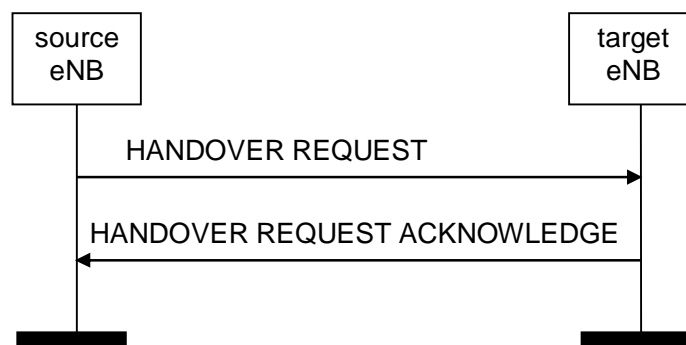 source
eNB
target
eNB
HANDOVER REQUEST
HANDOVER REQUEST ACKNOWLEDGE